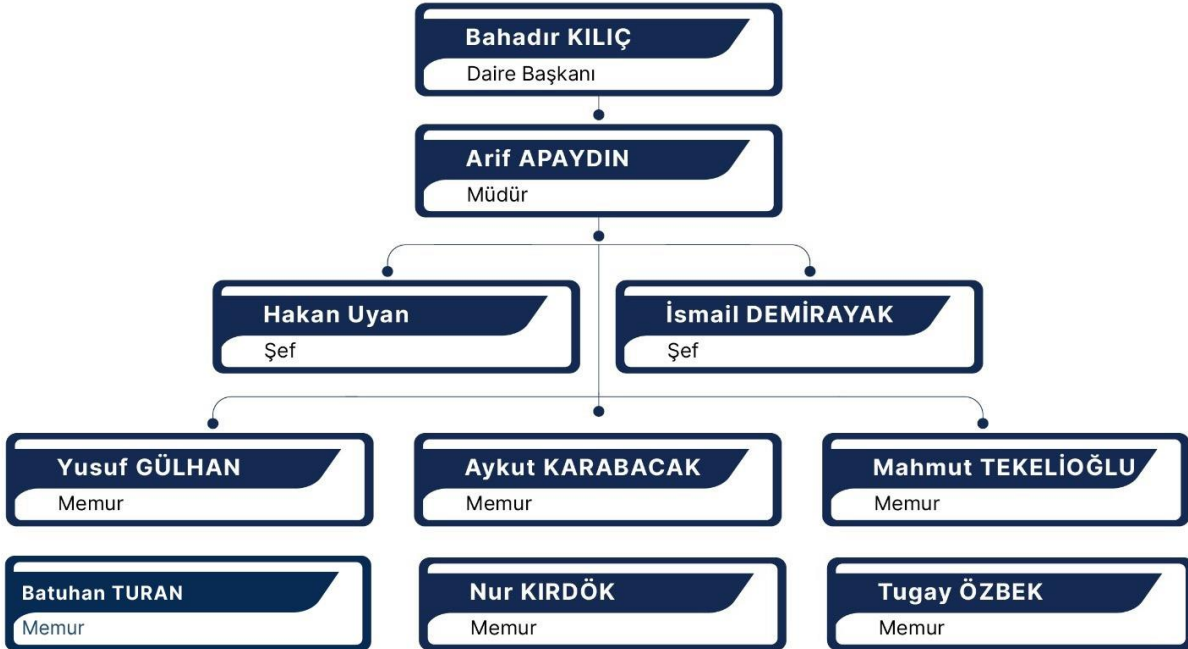 Bahadır KILIÇ
Daire Başkanı
Arif APAYDIN
Müdür
Hakan Uyan
Şef
İsmail DEMİRAYAK
Şef
Yusuf GÜLHAN
Memur
Aykut KARABACAK
Memur
Mahmut TEKELİOĞLU
Memur
Batuhan TURAN
Memur
Nur KIRDÖK
Memur
Tugay ÖZBEK
Memur